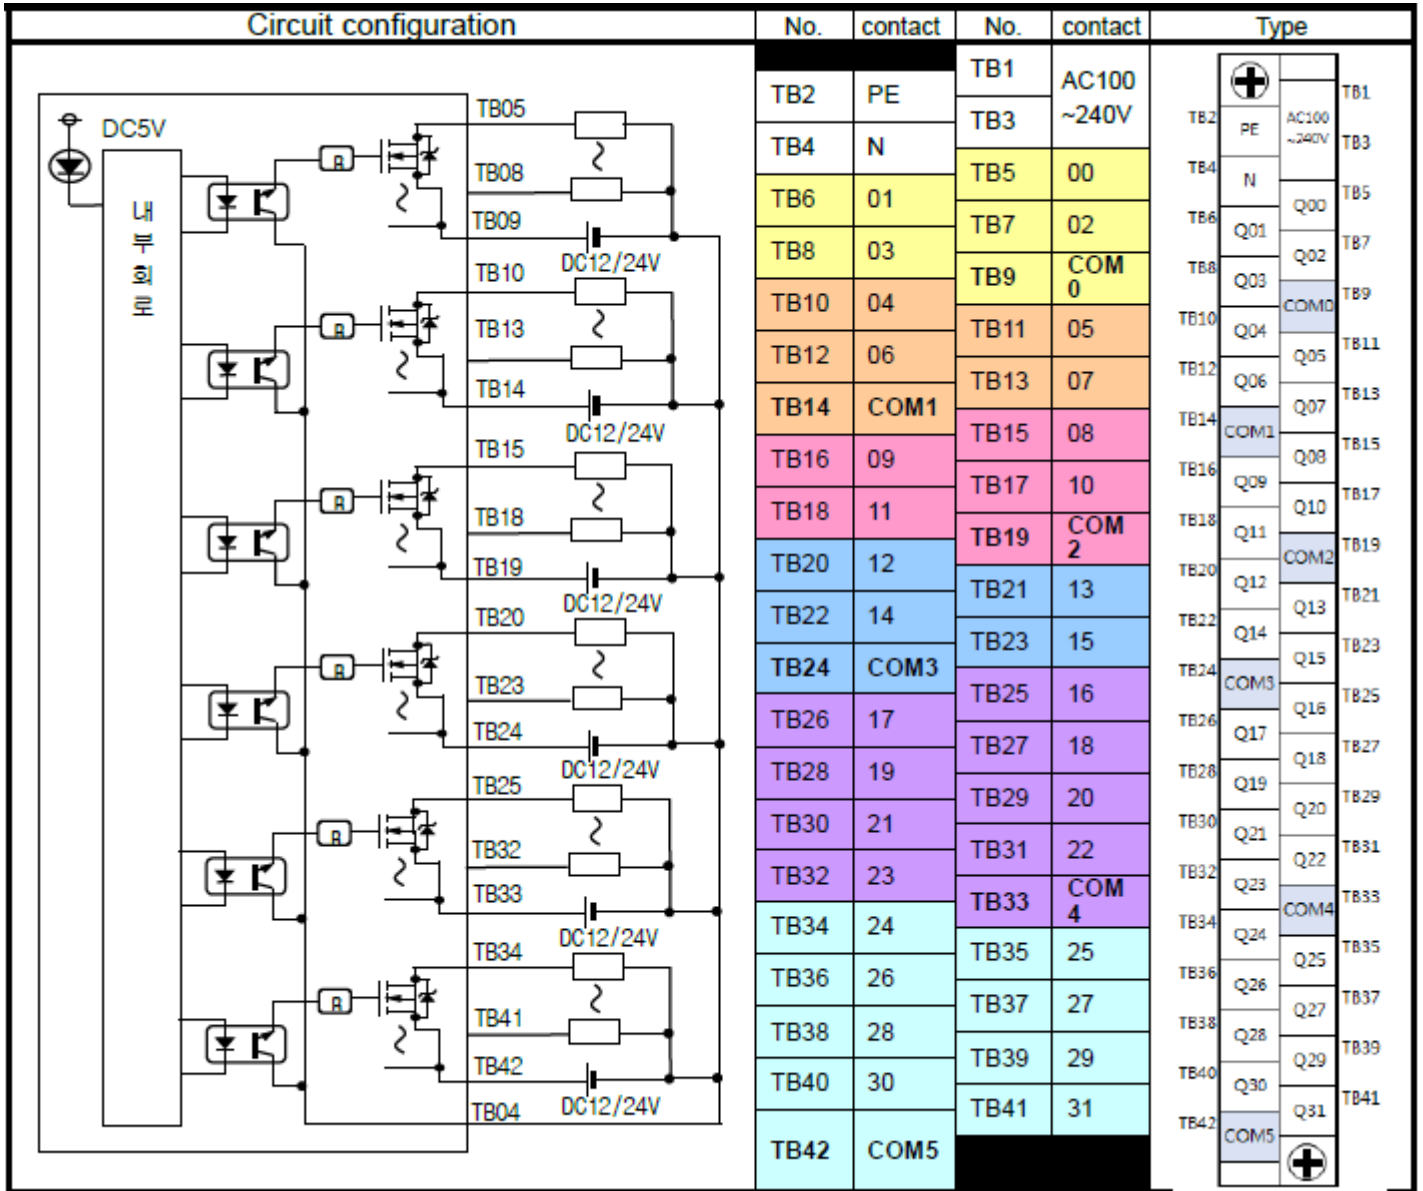 Circuit configuration
No. contact No. contact Type
DC5V
내
부
회
로
R
R
R
R
R
R
TB05
TB08
TB09
DC12/24V
TB10
TB13
TB14
DC12/24V
TB15
TB18
TB19
DC12/24V
TB20
TB23
TB24
DC12/24V
TB25
TB32
TB33
DC12/24V
TB34
TB41
TB42
DC12/24V
TB04
TB2 PE
TB4 N
TB6 01
TB8 03
TB10 04
TB12 06
TB14 COM1
TB16 09
TB18 11
TB20 12
TB22 14
TB24 COM3
TB26 17
TB28 19
TB30 21
TB32 23
TB34 24
TB36 26
TB38 28
TB40 30
TB42 COM5
TB1 AC100
TB3 ~240V
TB5 00
TB7 02
TB9 COM
0
TB11 05
TB13 07
TB15 08
TB17 10
TB19 COM
2
TB21 13
TB23 15
TB25 16
TB27 18
TB29 20
TB31 22
TB33 COM
4
TB35 25
TB37 27
TB39 29
TB41 31
TB2 PE
TB4 N
TB6 Q01
TB8 Q03
TB10 Q04
TB12 Q06
TB14 COM1
TB16 Q09
TB18 Q11
TB20 Q12
TB22 Q14
TB24 COM3
TB26 Q17
TB28 Q19
TB30 Q21
TB32 Q23
TB34 Q24
TB36 Q26
TB38 Q28
TB40 Q30
TB42 COM5
AC100 TB1
~240V TB3
Q00 TB5
Q02 TB7
COM0 TB9
Q05 TB11
Q07 TB13
Q08 TB15
Q10 TB17
COM2 TB19
Q13 TB21
Q15 TB23
Q16 TB25
Q18 TB27
Q20 TB29
Q22 TB31
COM4 TB33
Q25 TB35
Q27 TB37
Q29 TB39
Q31 TB41